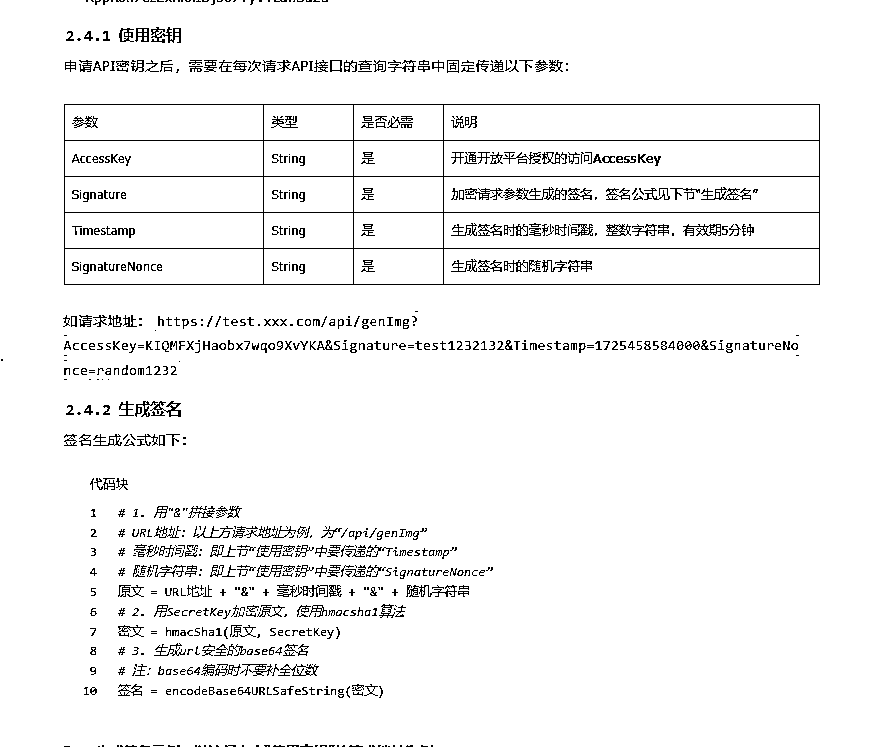 2.4.1 使用密钥
申请API密钥之后，需要在每次请求API接口的查询字符串中固定传递以下参数：
参数 类型 是否必需 说明
AccessKey String 是 开通开放平台授权的访问AccessKey
Signature String 是 加密请求参数生成的签名，签名公式见下节“生成签名”
Timestamp String 是 生成签名时的毫秒时间戳，整数字符串，有效期5分钟
SignatureNonce String 是 生成签名时的随机字符串
如请求地址： https://test.xxx.com/api/genImg?
AccessKey=KIQMFXjHaobx7wqo9XvYKA&Signature=test1232132&Timestamp=1725458584000&SignatureNo
nce=random1232
2.4.2 生成签名
签名生成公式如下：
代码块
1 # 1. 用"&"拼接参数
2 # URL地址：以上方请求地址为例，为“/api/genImg”
3 # 毫秒时间戳：即上节“使用密钥”中要传递的“Timestamp”
4 # 随机字符串：即上节“使用密钥”中要传递的“SignatureNonce”
5 原文 = URL地址 + "&" + 毫秒时间戳 + "&" + 随机字符串
6 # 2. 用SecretKey加密原文，使用hmacsha1算法
7 密文 = hmacSha1(原文, SecretKey)
8 # 3. 生成url安全的base64签名
9 # 注：base64编码时不要补全位数
10 签名 = encodeBase64URLSafeString(密文)